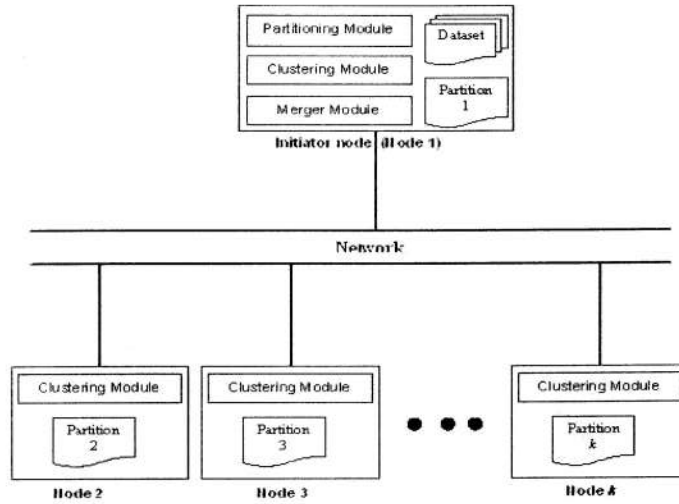 Partitioning Module
Dataset
Clustering Module
Partition
1
Merger Module
Initiator node (Node 1)
Network
Clustering Module
Partition
2
Node 2
Clustering Module
Partition
3
Node 3
Clustering Module
Partition
k
Node k